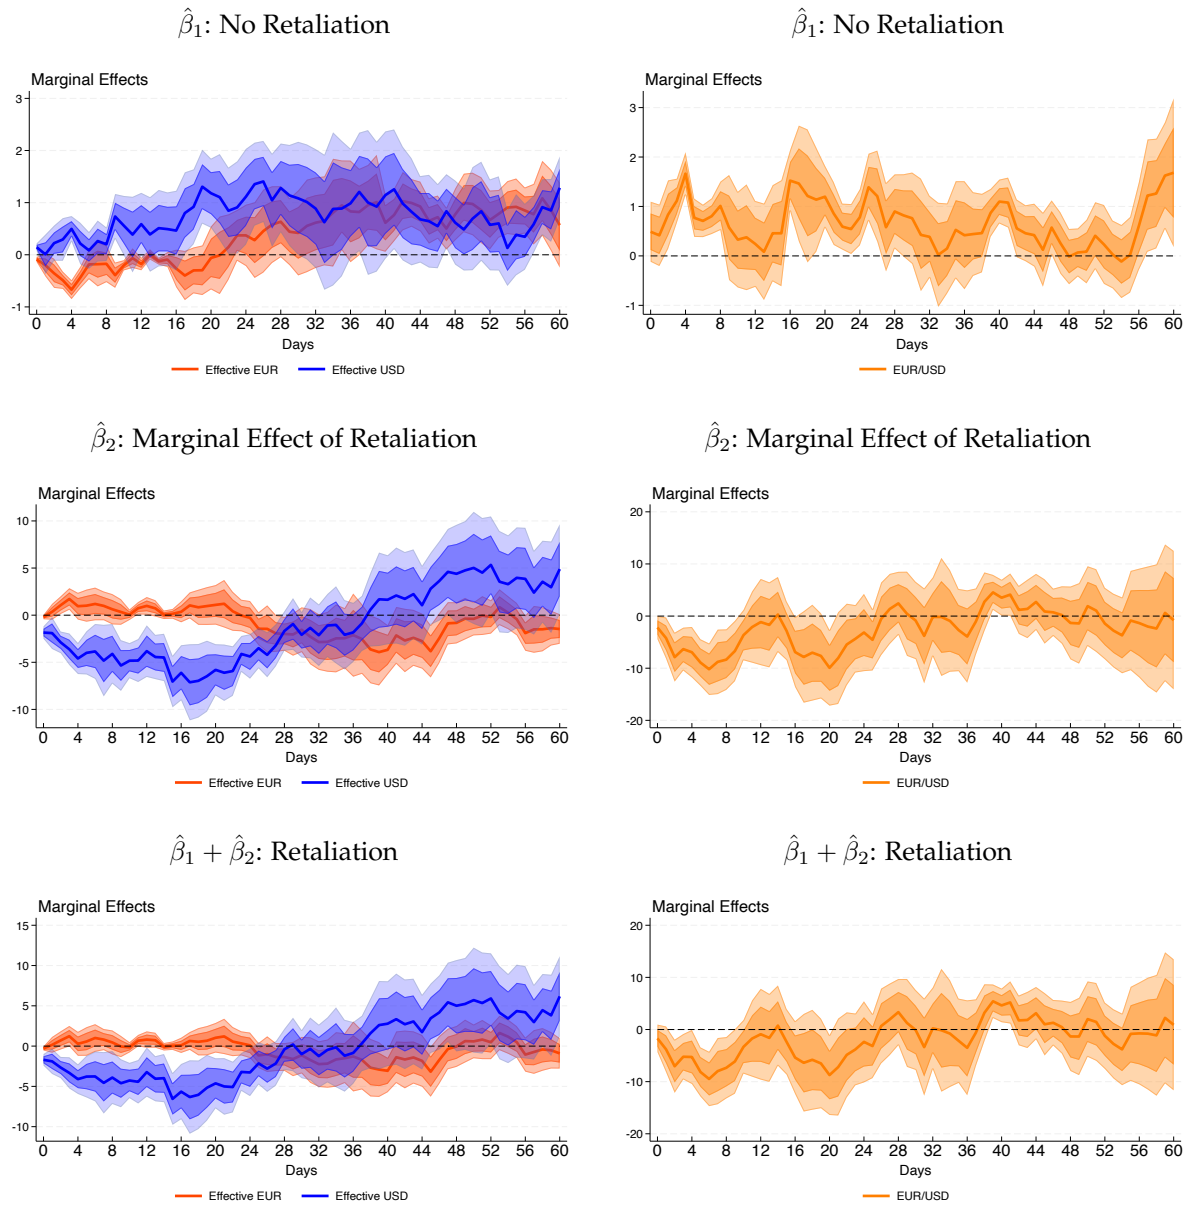 β̂₁: No Retaliation
Marginal Effects
3
2
1
0
-1
0 4 8 12 16 20 24 28 32 36 40 44 48 52 56 60
Days
Effective EUR Effective USD
β̂₁: No Retaliation
Marginal Effects
3
2
1
0
-1
0 4 8 12 16 20 24 28 32 36 40 44 48 52 56 60
Days
EUR/USD
β̂₂: Marginal Effect of Retaliation
Marginal Effects
10
5
0
-5
-10
0 4 8 12 16 20 24 28 32 36 40 44 48 52 56 60
Days
Effective EUR Effective USD
β̂₂: Marginal Effect of Retaliation
Marginal Effects
20
10
0
-10
-20
0 4 8 12 16 20 24 28 32 36 40 44 48 52 56 60
Days
EUR/USD
β̂₁ + β̂₂: Retaliation
Marginal Effects
15
10
5
0
-5
-10
0 4 8 12 16 20 24 28 32 36 40 44 48 52 56 60
Days
Effective EUR Effective USD
β̂₁ + β̂₂: Retaliation
Marginal Effects
20
10
0
-10
-20
0 4 8 12 16 20 24 28 32 36 40 44 48 52 56 60
Days
EUR/USD